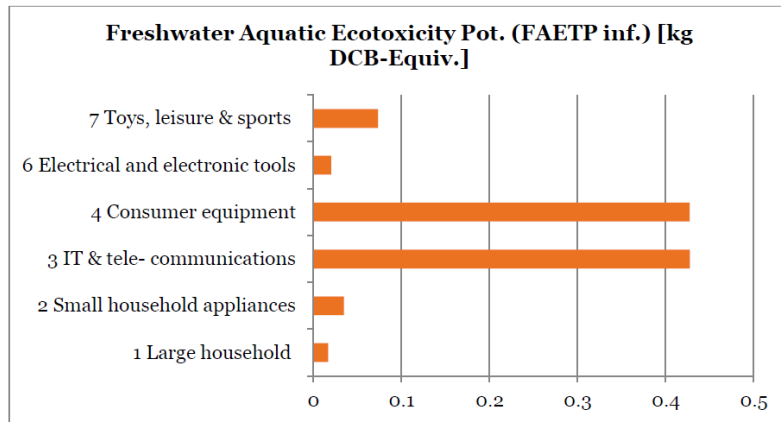 Freshwater Aquatic Ecotoxicity Pot. (FAETP inf.) [kg
DCB-Equiv.]
7 Toys, leisure & sports
6 Electrical and electronic tools
4 Consumer equipment
3 IT & tele- communications
2 Small household appliances
1 Large household
0 0.1 0.2 0.3 0.4 0.5